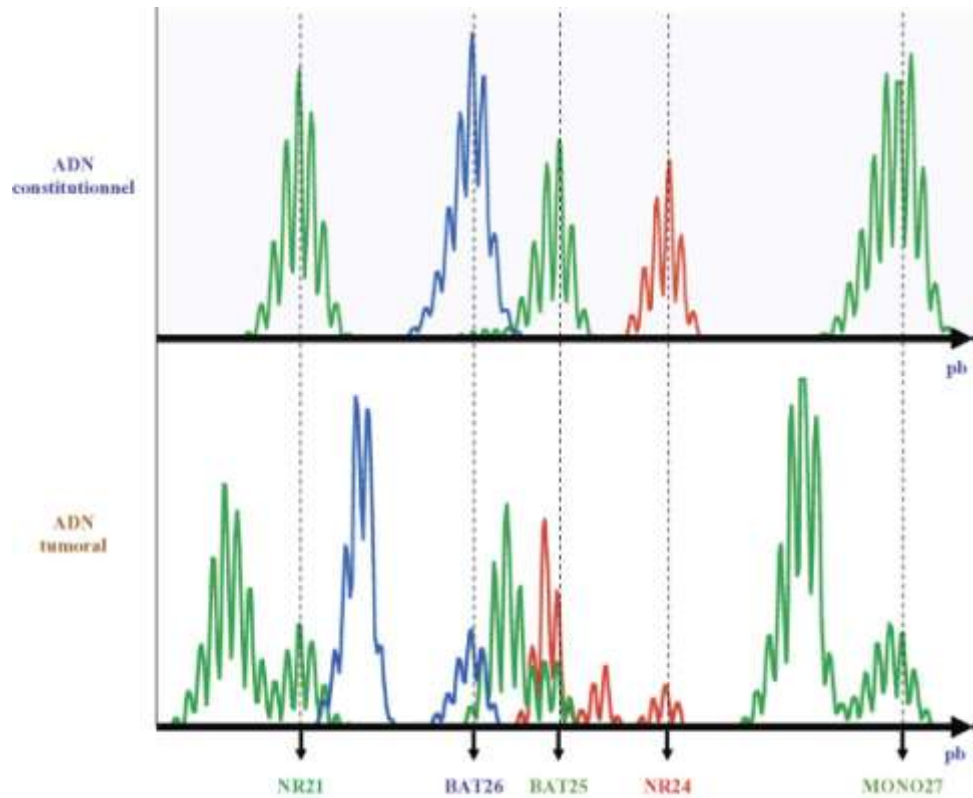 ADN
constitutionnel
pb
ADN
tumoral
pb
NR21 BAT26 BAT25 NR24 MONO27